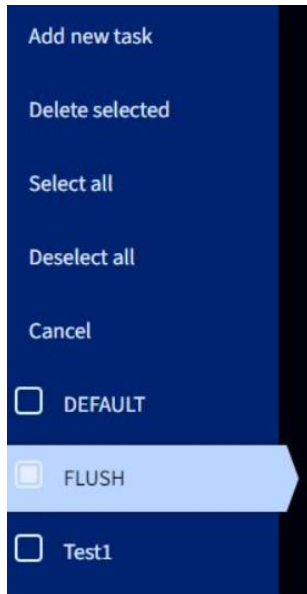 Add new task
Delete selected
Select all
Deselect all
Cancel
DEFAULT
FLUSH
Test1